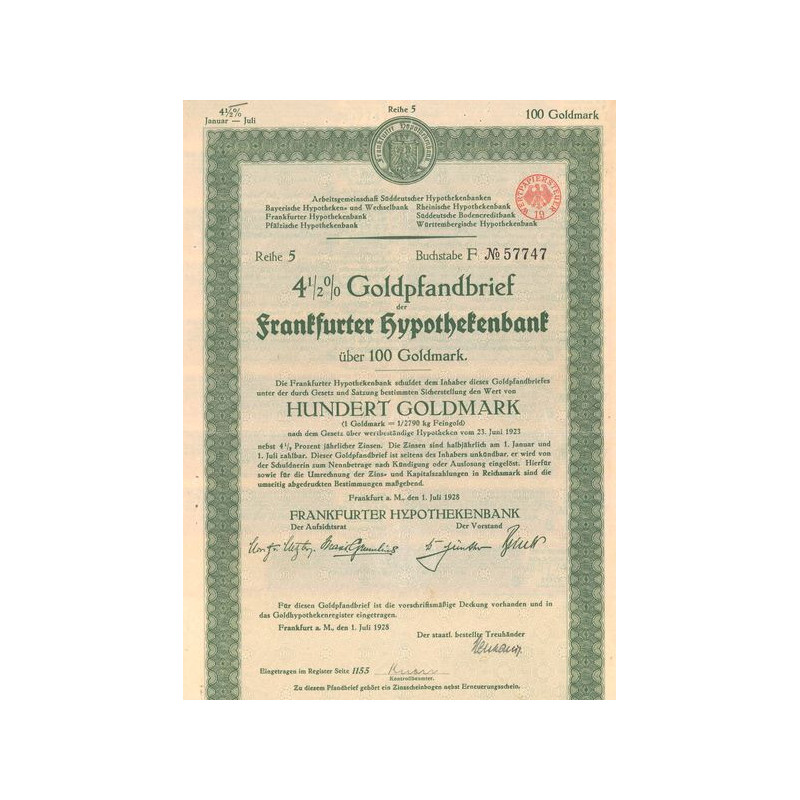 4½%
Januar — Juli
Reihe 5
100 Goldmark
Frankfurter Hypothekenbank
WERTPAPIERSTEUER
19
Arbeitsgemeinschaft Süddeutscher Hypothekenbanken
Bayerische Hypotheken- und Wechselbank Rheinische Hypothekenbank
Frankfurter Hypothekenbank Süddeutsche Bodencreditbank
Pfälzische Hypothekenbank Württembergische Hypothekenbank
Reihe 5 Buchstabe F № 57747
4½% Goldpfandbrief
der
Frankfurter Hypothekenbank
über 100 Goldmark.
Die Frankfurter Hypothekenbank schuldet dem Inhaber dieses Goldpfandbriefes
unter der durch Gesetz und Satzung bestimmten Sicherstellung den Wert von
HUNDERT GOLDMARK
(1 Goldmark = 1/2790 kg Feingold)
nach dem Gesetz über wertbeständige Hypotheken vom 23. Juni 1923
nebst 4½ Prozent jährlicher Zinsen. Die Zinsen sind halbjährlich am 1. Januar und
1. Juli zahlbar. Dieser Goldpfandbrief ist seitens des Inhabers unkündbar, er wird von
der Schuldnerin zum Nennbetrage nach Kündigung oder Auslosung eingelöst. Hierfür
sowie für die Umrechnung der Zins- und Kapitalszahlungen in Reichsmark sind die
umseitig abgedruckten Bestimmungen maßgebend.
Frankfurt a. M., den 1. Juli 1928
FRANKFURTER HYPOTHEKENBANK
Der Aufsichtsrat Der Vorstand
Für diesen Goldpfandbrief ist die vorschriftsmäßige Deckung vorhanden und in
das Goldhypothekenregister eingetragen.
Frankfurt a. M., den 1. Juli 1928
Der staatl. bestellte Treuhänder
Eingetragen im Register Seite 1155
Kontrollbeamter.
Zu diesem Pfandbrief gehört ein Zinsscheinbogen nebst Erneuerungsschein.